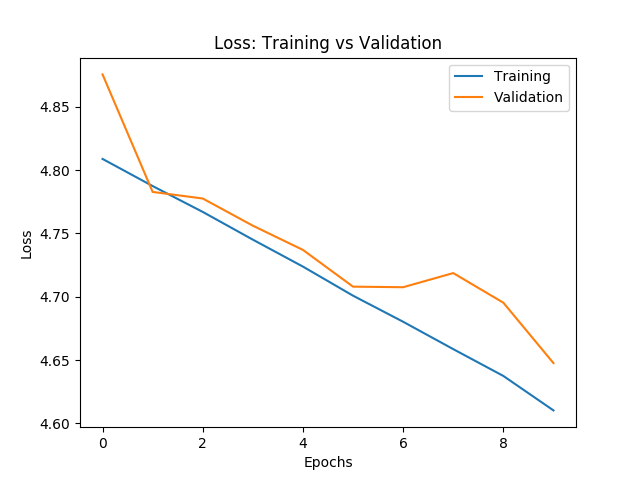 Loss: Training vs Validation
Training
Validation
Loss
4.85
4.80
4.75
4.70
4.65
4.60
0 2 4 6 8
Epochs